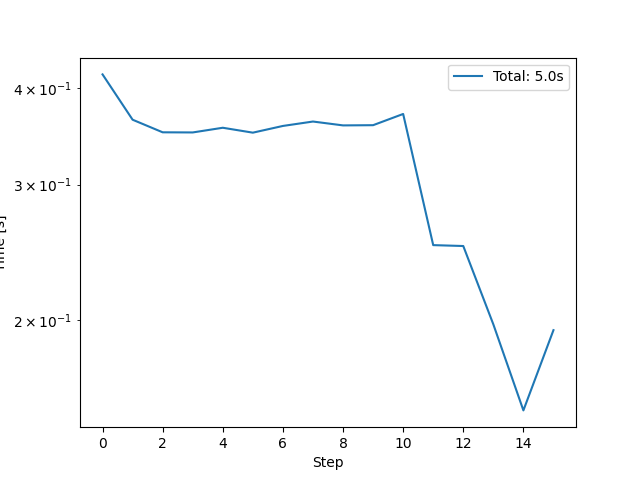 Total: 5.0s
4 × 10⁻¹
3 × 10⁻¹
2 × 10⁻¹
Time [s]
0 2 4 6 8 10 12 14
Step